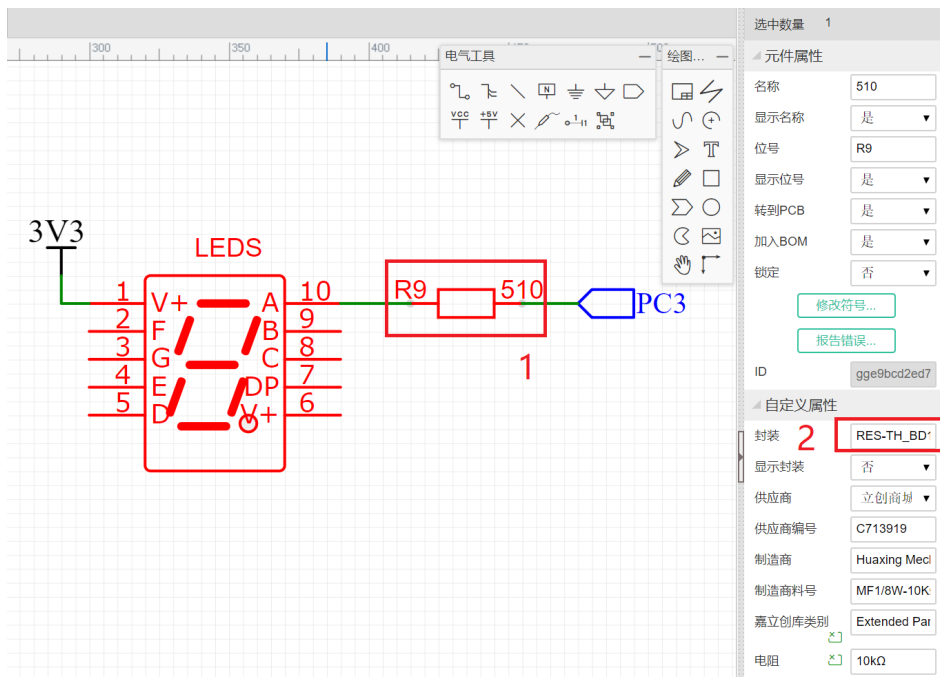 选中数量 1
300 350 400
电气工具
绘图...
元件属性
N
VCC +5V
名称 510
显示名称 是
位号 R9
显示位号 是
转到PCB 是
加入BOM 是
锁定 否
修改符号...
报告错误...
ID gge9bcd2ed7
自定义属性
封装 2 RES-TH_BD1
显示封装 否
供应商 立创商城
供应商编号 C713919
制造商 Huaxing Mecl
制造商料号 MF1/8W-10K
嘉立创库类别 Extended Par
电阻 10kΩ
3V3
LEDS
1 V+ A 10
2 F B 9
3 G C 8
4 E DP 7
5 D V+ 6
R9 510
PC3
1